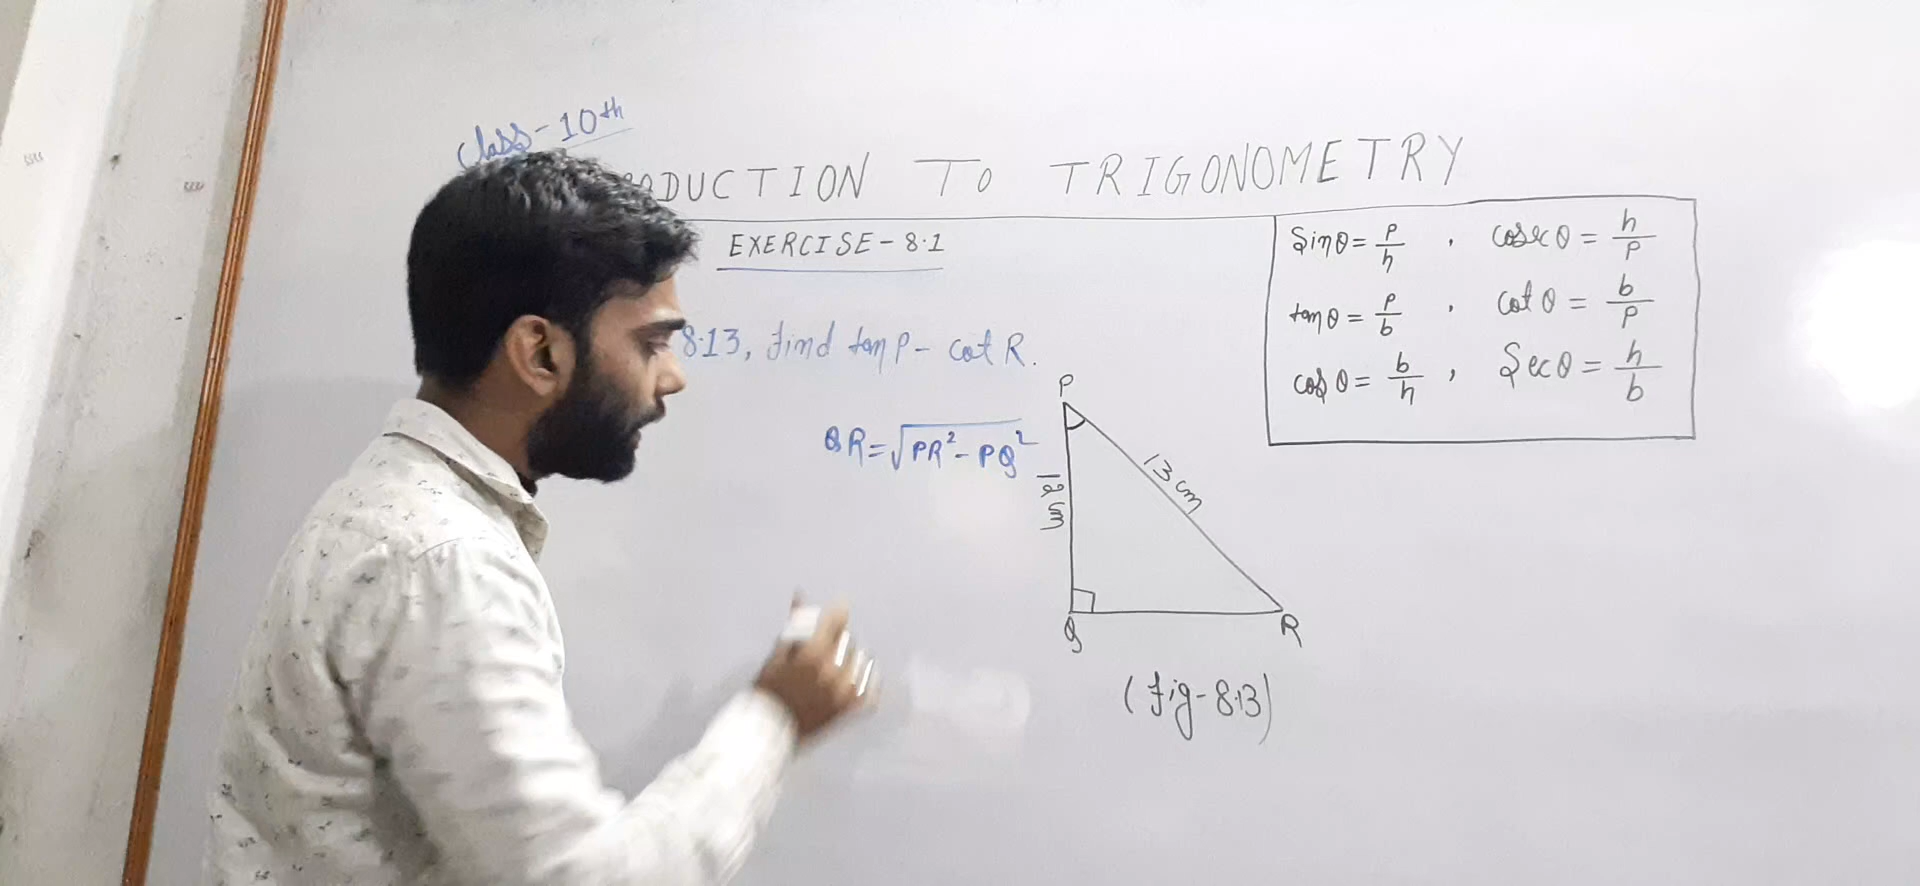 Class-10th
ODUCTION TO TRIGONOMETRY
EXERCISE-8.1
8.13, find tan P - cot R.
QR=√PR²-PQ²
P
12 cm
13 cm
Q
R
(fig-8.13)
Sinθ= P/h , cosecθ = h/P
tanθ = P/b , cotθ = b/P
cosθ= b/h , Secθ = h/b